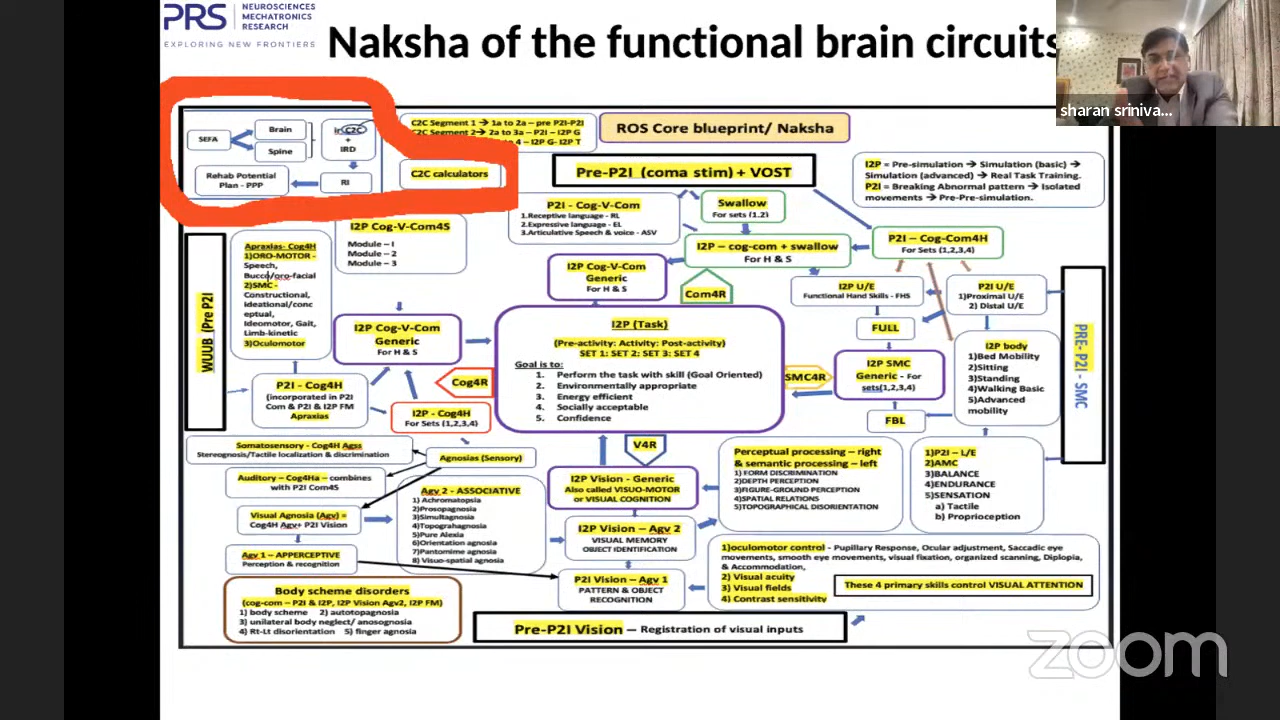 PRS
NEUROSCIENCES
MECHATRONICS
RESEARCH
EXPLORING NEW FRONTIERS
Naksha of the functional brain circuits
sharan sriniva...
SEFA
Brain
Spine
C2C
+
IRD
RI
Rehab Potential
Plan - PPP
C2C Segment 1 → 1a to 2a – pre P2I-P2I
C2C Segment 2→ 2a to 3a – P2I – I2P G
to 4 – I2P G- I2P T
C2C calculators
ROS Core blueprint/ Naksha
Pre-P2I (coma stim) + VOST
I2P = Pre-simulation → Simulation (basic) →
Simulation (advanced) → Real Task Training.
P2I = Breaking Abnormal pattern → Isolated
movements → Pre-Pre-simulation.
P2I - Cog-V-Com
1.Receptive language - RL
2.Expressive language - EL
3.Articulative Speech & voice - ASV
Swallow
For sets (1.2)
I2P – cog-com + swallow
For H & S
P2I – Cog-Com4H
For Sets (1,2,3,4)
I2P Cog-V-Com4S
Module – I
Module – 2
Module – 3
WUUB (Pre P2I
Apraxias- Cog4H
1)ORO-MOTOR -
Speech,
Bucco/oro-facial
2)SMC -
Constructional,
Ideational/conc
eptual,
Ideomotor, Gait,
Limb-kinetic
3)Oculomotor
I2P Cog-V-Com
Generic
For H & S
Com4R
I2P U/E
Functional Hand Skills - FHS
P2I U/E
1)Proximal U/E
2) Distal U/E
FULL
PRE- P2I - SMC
I2P Cog-V-Com
Generic
For H & S
I2P (Task)
(Pre-activity: Activity: Post-activity)
SET 1: SET 2: SET 3: SET 4
Goal is to:
1. Perform the task with skill (Goal Oriented)
2. Environmentally appropriate
3. Energy efficient
4. Socially acceptable
5. Confidence
SMC4R
I2P SMC
Generic - For
sets(1,2,3,4)
I2P body
1)Bed Mobility
2)Sitting
3)Standing
4)Walking Basic
5)Advanced
mobility
FBL
Cog4R
P2I - Cog4H
(incorporated in P2I
Com & P2I & I2P FM
Apraxias
I2P - Cog4H
For Sets (1,2,3,4)
V4R
Somatosensory - Cog4H Agss
Stereognosis/Tactile localization & discrimination
Agnosias (Sensory)
Auditory – Cog4Ha – combines
with P2I Com4S
Visual Agnosia (Agv) =
Cog4H Agv+ P2I Vision
Agv 1 – APPERCEPTIVE
Perception & recognition
Agv 2 - ASSOCIATIVE
1) Achromatopsia
2)Prosopagnosia
3)Simultagnosia
4)Topograhagnosia
5)Pure Alexia
6)Orientation agnosia
7)Pantomime agnosia
8) Visuo-spatial agnosia
I2P Vision - Generic
Also called VISUO-MOTOR
or VISUAL COGNITION
I2P Vision – Agv 2
VISUAL MEMORY
OBJECT IDENTIFICATION
P2I Vision – Agv 1
PATTERN & OBJECT
RECOGNITION
Perceptual processing – right
& semantic processing – left
1) FORM DISCRIMINATION
2)DEPTH PERCEPTION
3)FIGURE-GROUND PERCEPTION
4)SPATIAL RELATIONS
5)TOPOGRAPHICAL DISORIENTATION
1)P2I – L/E
2)AMC
3)BALANCE
4)ENDURANCE
5)SENSATION
a) Tactile
b) Proprioception
1)oculomotor control - Pupillary Response, Ocular adjustment, Saccadic eye
movements, smooth eye movements, visual fixation, organized scanning, Diplopia,
& Accommodation,
2) Visual acuity
3) Visual fields
4) Contrast sensitivity
These 4 primary skills control VISUAL ATTENTION
Body scheme disorders
(cog-com – P2I & I2P, I2P Vision Agv2, I2P FM)
1) body scheme 2) autotopagnosia
3) unilateral body neglect/ anosognosia
4) Rt-Lt disorientation 5) finger agnosia
Pre-P2I Vision – Registration of visual inputs
zoom